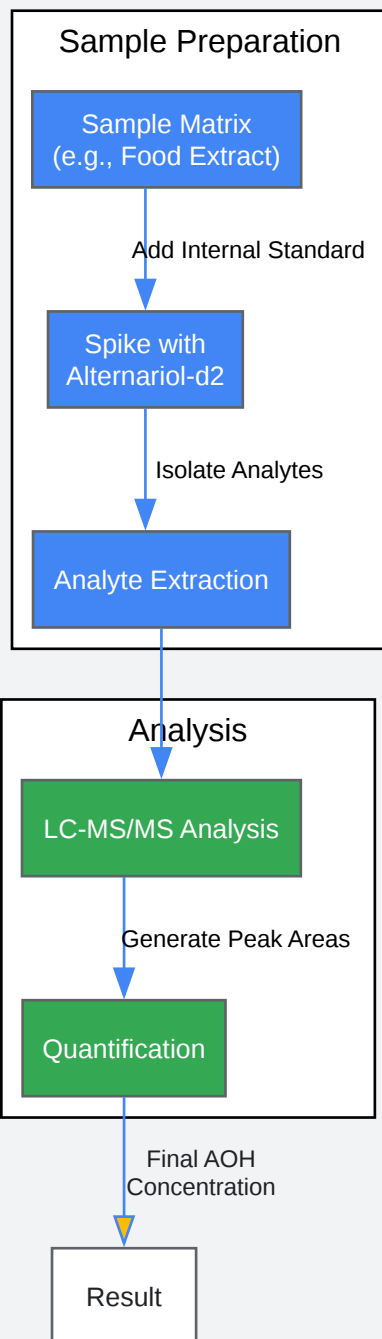 Sample Preparation
Sample Matrix
(e.g., Food Extract)
Add Internal Standard
Spike with
Alternariol-d2
Isolate Analytes
Analyte Extraction
Analysis
LC-MS/MS Analysis
Generate Peak Areas
Quantification
Final AOH
Concentration
Result